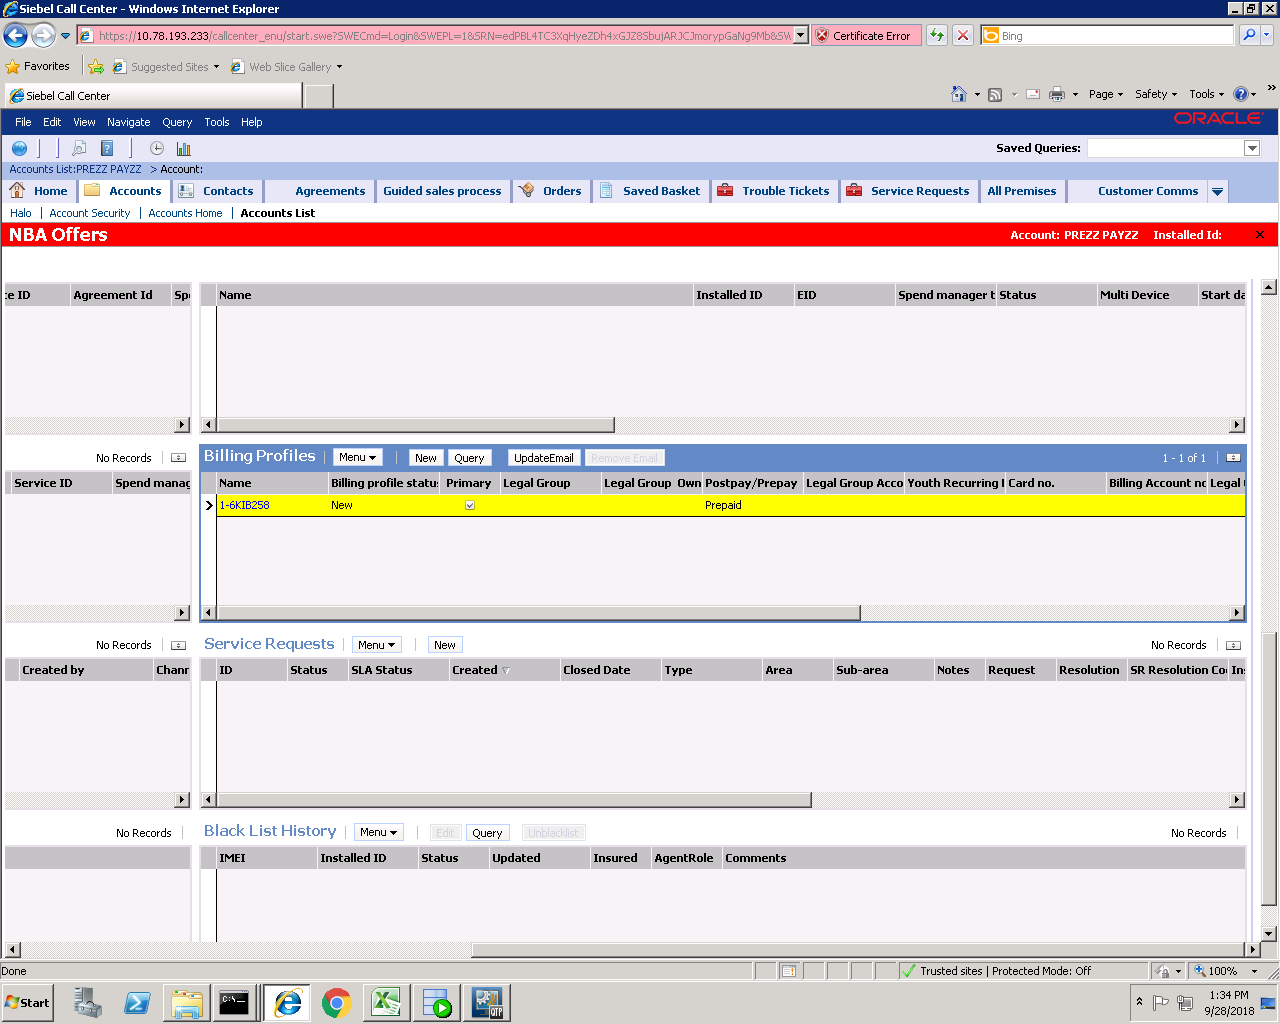 Siebel Call Center - Windows Internet Explorer
https://10.78.193.233/callcenter_enu/start.swe?SWECmd=Login&SWEPL=1&SRN=edPBL4TC3XqHyeZDh4xGJZ8SbujARJCJmorypGaNg9Mb&SW
Certificate Error
Bing
Favorites
Suggested Sites
Web Slice Gallery
Siebel Call Center
Page
Safety
Tools
File Edit View Navigate Query Tools Help
ORACLE
Saved Queries:
Accounts List:PREZZ PAYZZ > Account:
Home Accounts Contacts Agreements Guided sales process Orders Saved Basket Trouble Tickets Service Requests All Premises Customer Comms
Halo | Account Security | Accounts Home | Accounts List
NBA Offers
Account: PREZZ PAYZZ Installed Id:
ce ID Agreement Id Spe
Name Installed ID EID Spend manager t Status Multi Device Start da
No Records
Billing Profiles Menu New Query UpdateEmail Remove Email 1 - 1 of 1
Service ID Spend manag
Name Billing profile status Primary Legal Group Legal Group Own Postpay/Prepay Legal Group Acco Youth Recurring Card no. Billing Account no Legal
1-6KIB258 New Prepaid
No Records
Service Requests Menu New No Records
Created by Chann
ID Status SLA Status Created Closed Date Type Area Sub-area Notes Request Resolution SR Resolution Co Ins
No Records
Black List History Menu Edit Query Unblacklist No Records
IMEI Installed ID Status Updated Insured AgentRole Comments
Done
Trusted sites | Protected Mode: Off
100%
Start
C:\.
QTP
1:34 PM
9/28/2018